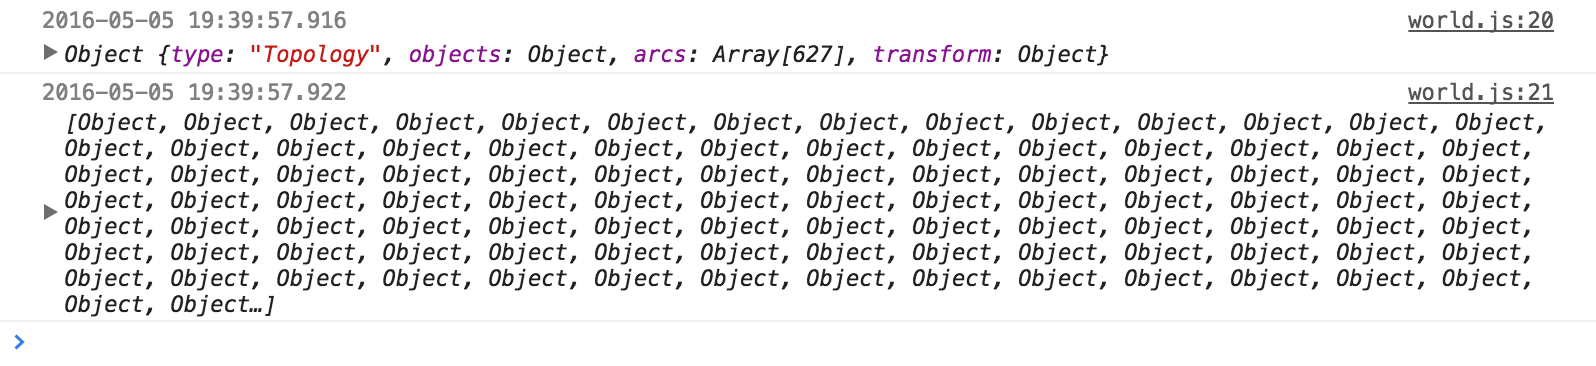 2016-05-05 19:39:57.916 world.js:20
Object {type: "Topology", objects: Object, arcs: Array[627], transform: Object}
2016-05-05 19:39:57.922 world.js:21
[Object, Object, Object, Object, Object, Object, Object, Object, Object, Object, Object, Object, Object, Object,
Object, Object, Object, Object, Object, Object, Object, Object, Object, Object, Object, Object, Object, Object,
Object, Object, Object, Object, Object, Object, Object, Object, Object, Object, Object, Object, Object, Object,
Object, Object, Object, Object, Object, Object, Object, Object, Object, Object, Object, Object, Object, Object,
Object, Object, Object, Object, Object, Object, Object, Object, Object, Object, Object, Object, Object, Object,
Object, Object, Object, Object, Object, Object, Object, Object, Object, Object, Object, Object, Object, Object,
Object, Object, Object, Object, Object, Object, Object, Object, Object, Object, Object, Object, Object, Object,
Object, Object…]